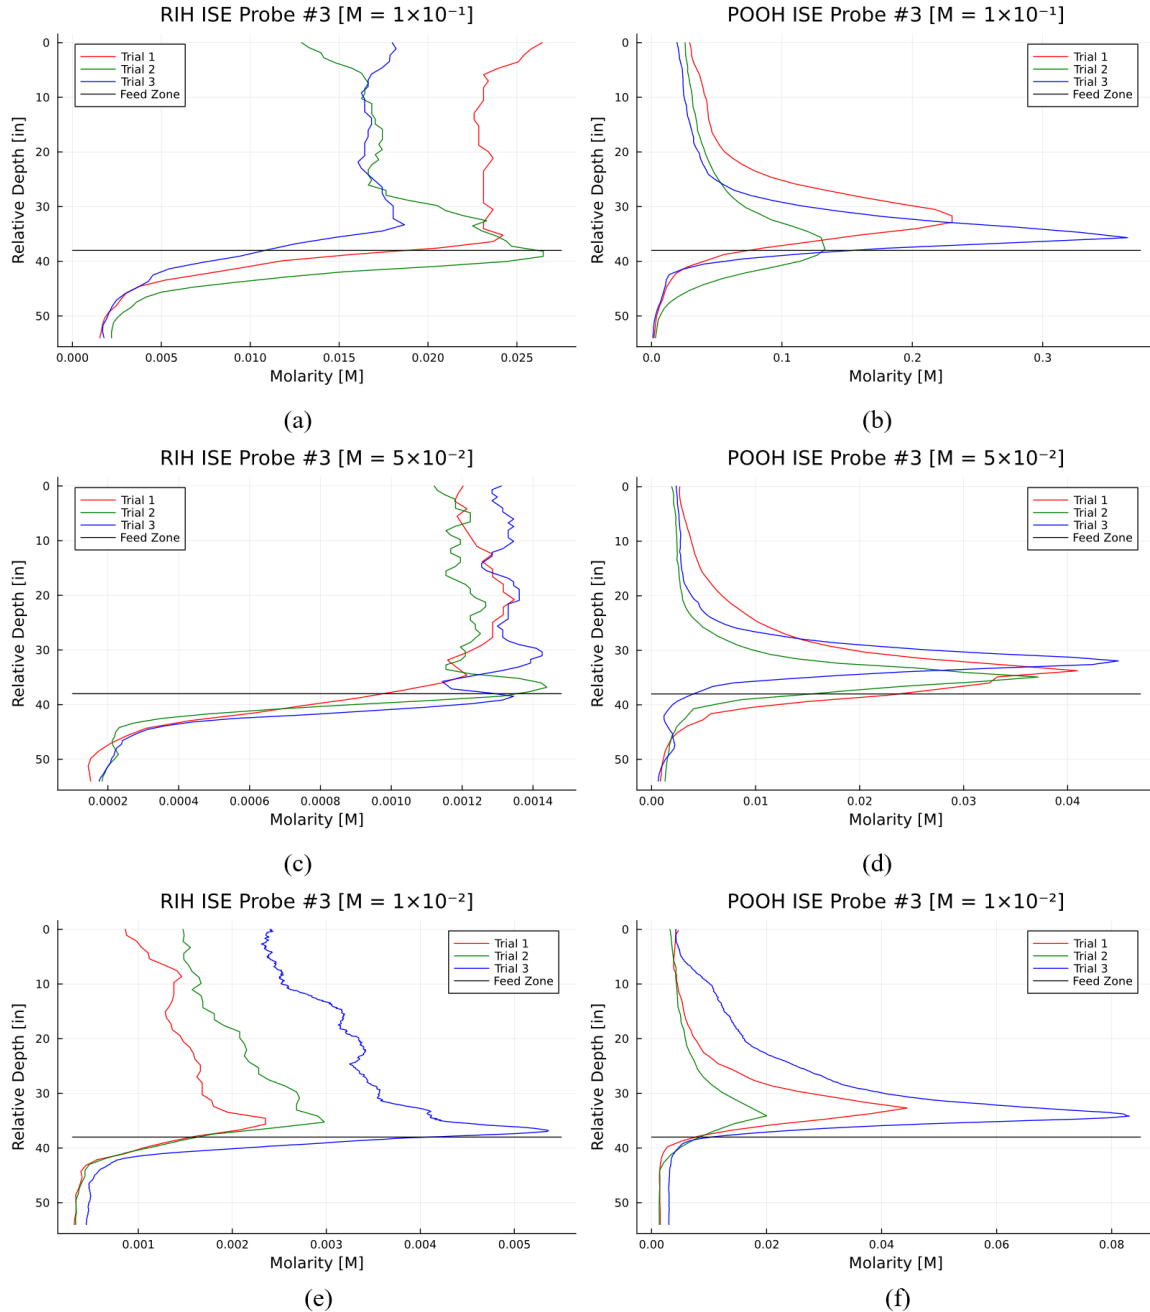 RIH ISE Probe #3 [M = 1×10⁻¹]
Relative Depth [in]
0
10
20
30
40
50
Trial 1
Trial 2
Trial 3
Feed Zone
0.000
0.005
0.010
0.015
0.020
0.025
Molarity [M]
(a)
POOH ISE Probe #3 [M = 1×10⁻¹]
Relative Depth [in]
0
10
20
30
40
50
Trial 1
Trial 2
Trial 3
Feed Zone
0.0
0.1
0.2
0.3
Molarity [M]
(b)
RIH ISE Probe #3 [M = 5×10⁻²]
Relative Depth [in]
0
10
20
30
40
50
Trial 1
Trial 2
Trial 3
Feed Zone
0.0002
0.0004
0.0006
0.0008
0.0010
0.0012
0.0014
Molarity [M]
(c)
POOH ISE Probe #3 [M = 5×10⁻²]
Relative Depth [in]
0
10
20
30
40
50
Trial 1
Trial 2
Trial 3
Feed Zone
0.00
0.01
0.02
0.03
0.04
Molarity [M]
(d)
RIH ISE Probe #3 [M = 1×10⁻²]
Relative Depth [in]
0
10
20
30
40
50
Trial 1
Trial 2
Trial 3
Feed Zone
0.001
0.002
0.003
0.004
0.005
Molarity [M]
(e)
POOH ISE Probe #3 [M = 1×10⁻²]
Relative Depth [in]
0
10
20
30
40
50
Trial 1
Trial 2
Trial 3
Feed Zone
0.00
0.02
0.04
0.06
0.08
Molarity [M]
(f)